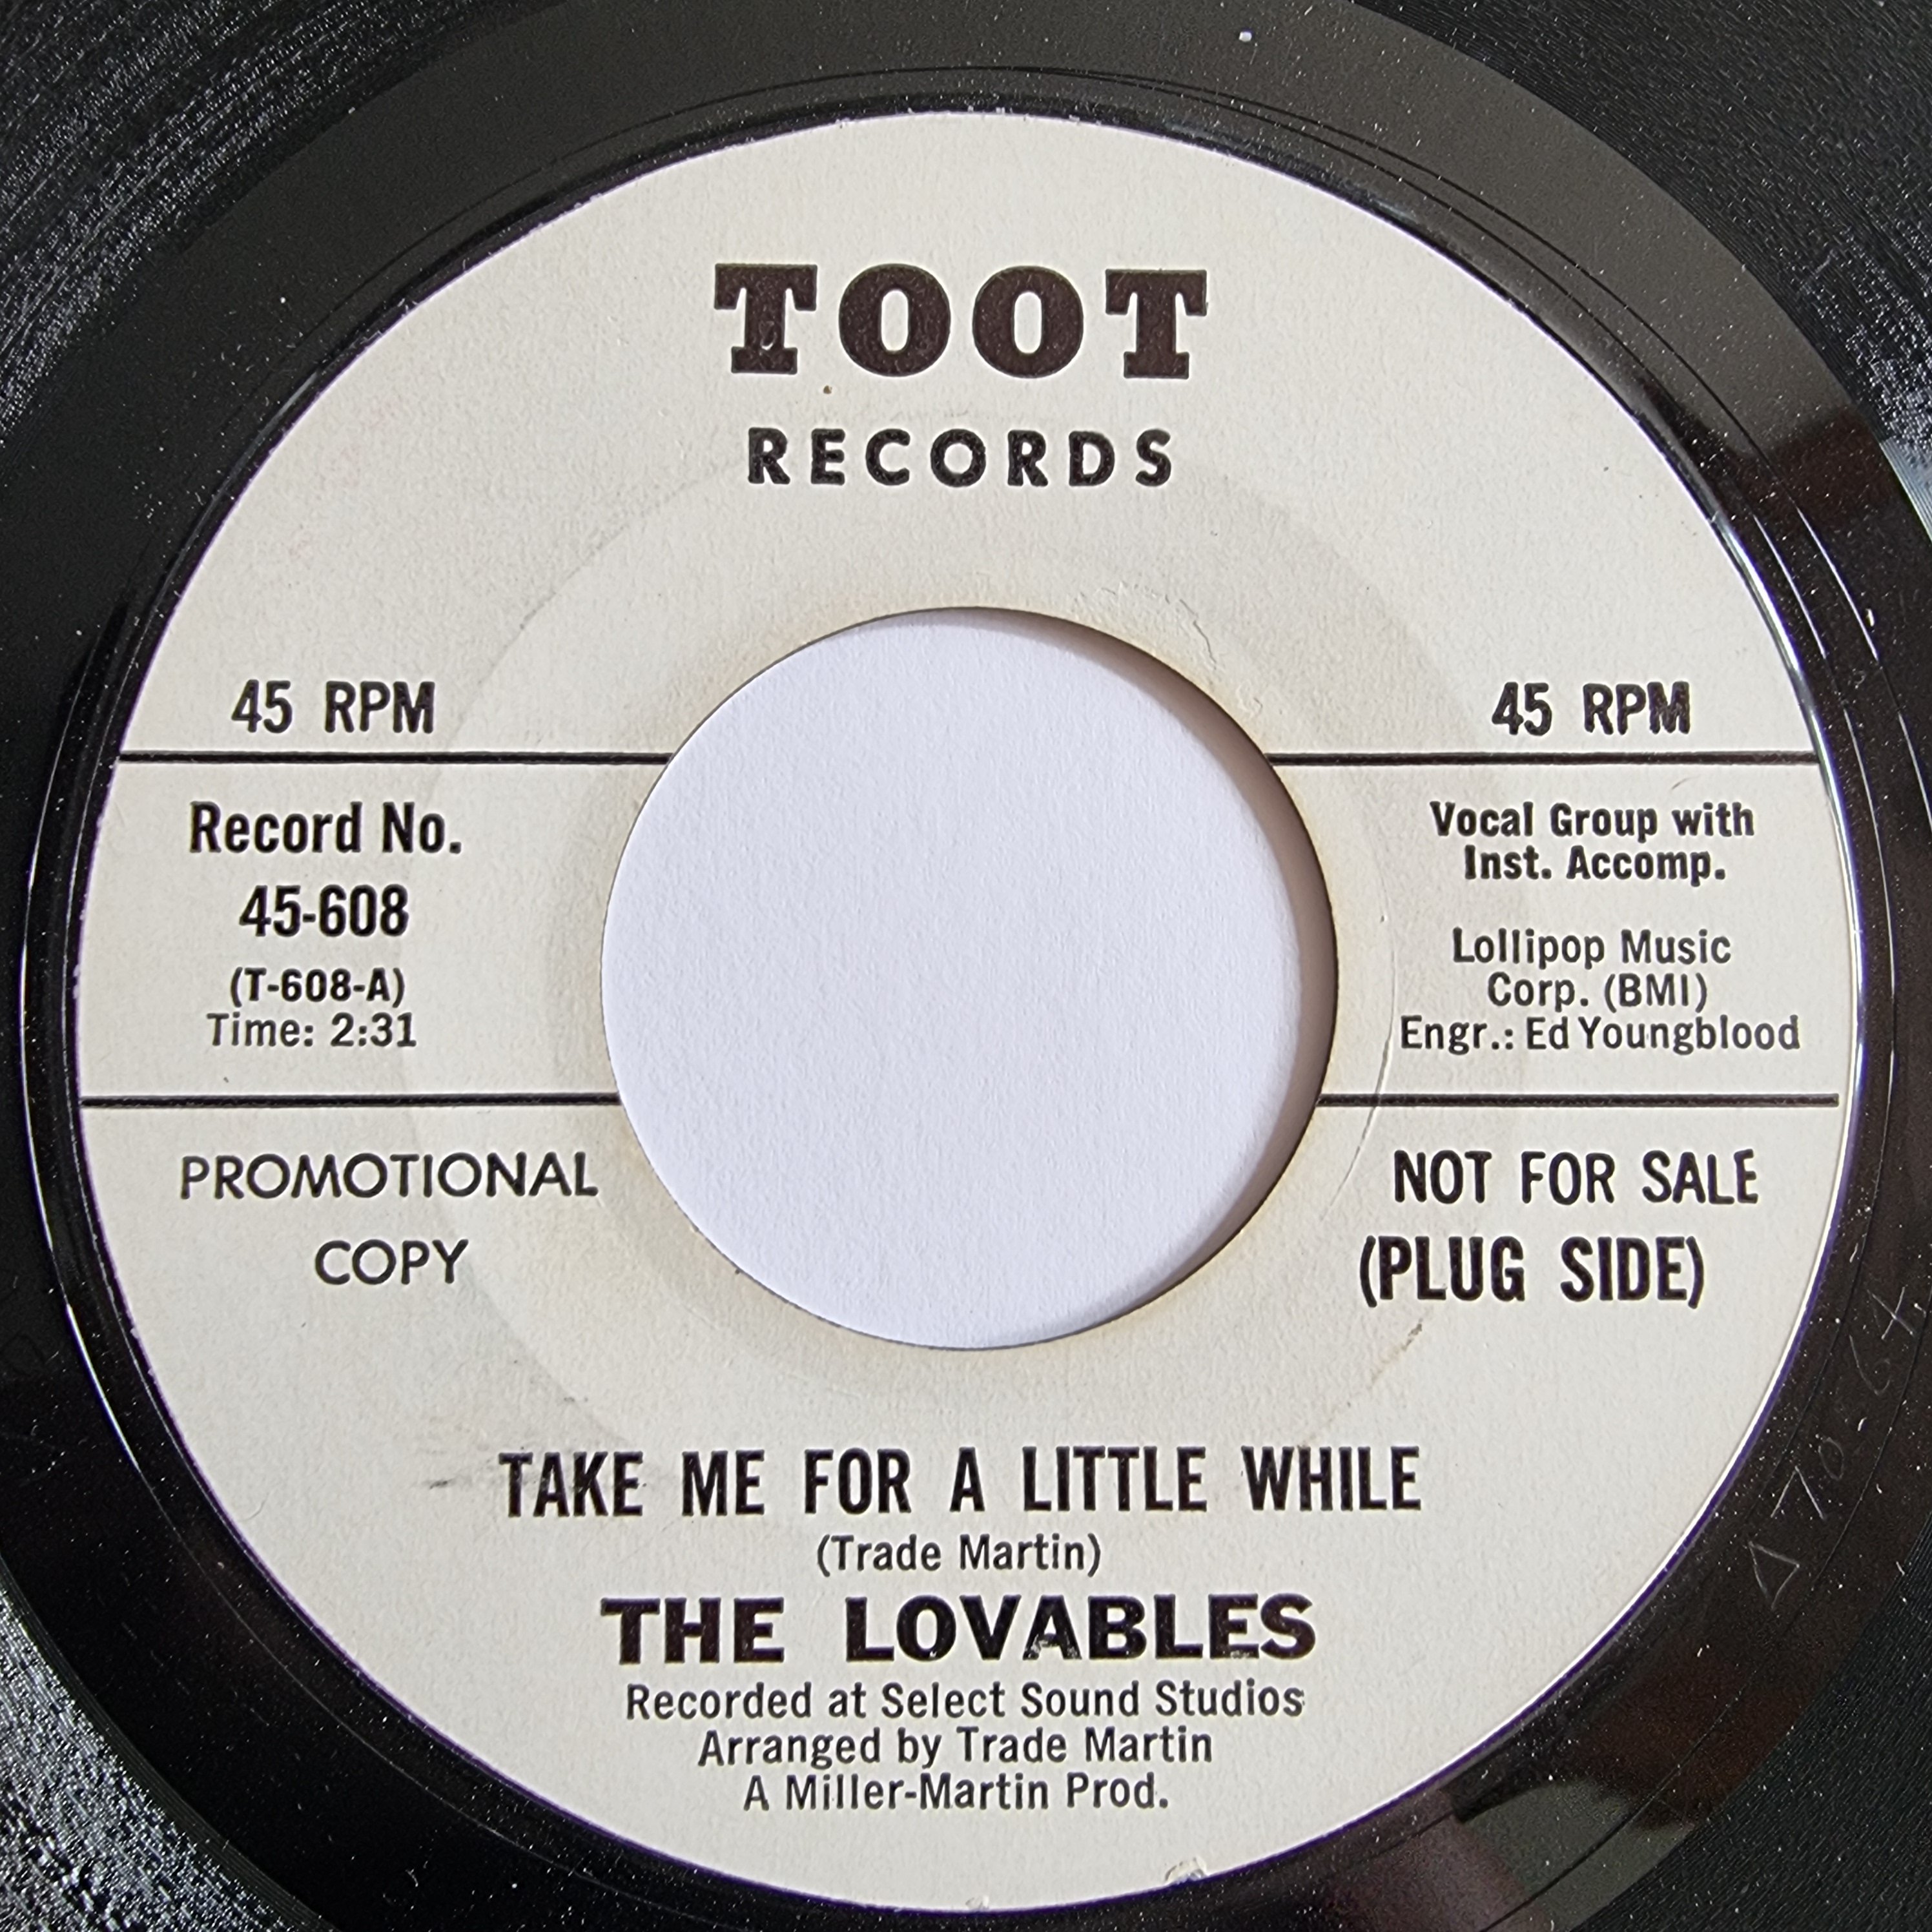 TOOT
RECORDS
45 RPM
45 RPM
Record No.
45-608
(T-608-A)
Time: 2:31
Vocal Group with
Inst. Accomp.
Lollipop Music
Corp. (BMI)
Engr.: Ed Youngblood
PROMOTIONAL
COPY
NOT FOR SALE
(PLUG SIDE)
TAKE ME FOR A LITTLE WHILE
(Trade Martin)
THE LOVABLES
Recorded at Select Sound Studios
Arranged by Trade Martin
A Miller-Martin Prod.